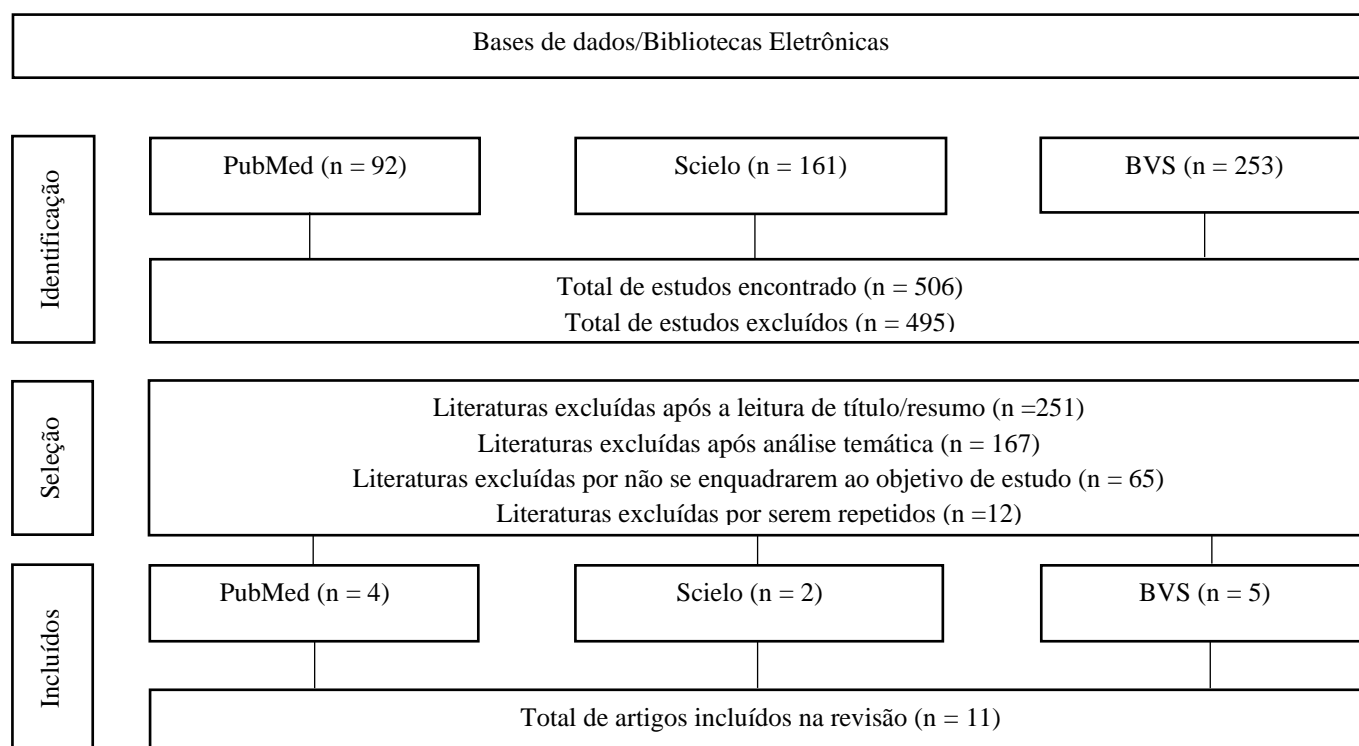 Bases de dados/Bibliotecas Eletrônicas
Identificação
PubMed (n = 92)
Scielo (n = 161)
BVS (n = 253)
Total de estudos encontrado (n = 506)
Total de estudos excluídos (n = 495)
Seleção
Literaturas excluídas após a leitura de título/resumo (n =251)
Literaturas excluídas após análise temática (n = 167)
Literaturas excluídas por não se enquadrarem ao objetivo de estudo (n = 65)
Literaturas excluídas por serem repetidos (n =12)
Incluídos
PubMed (n = 4)
Scielo (n = 2)
BVS (n = 5)
Total de artigos incluídos na revisão (n = 11)